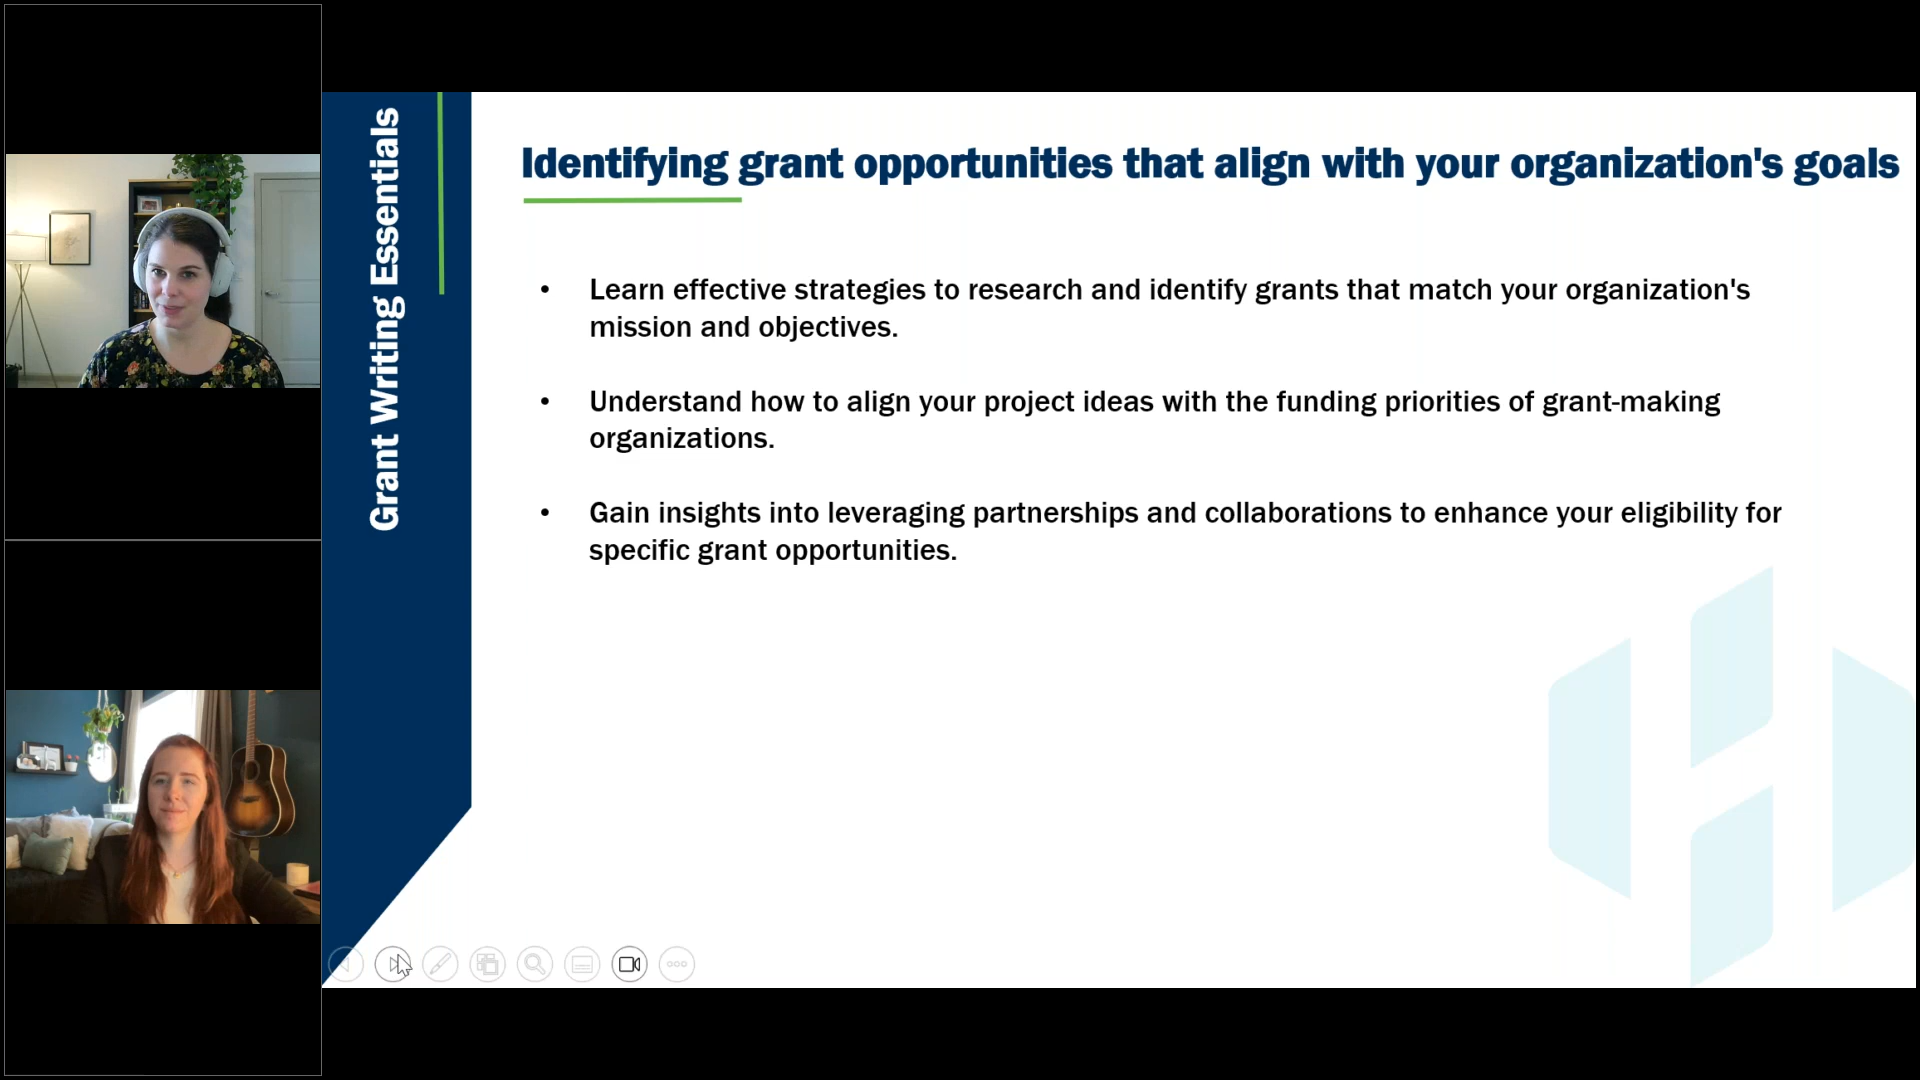 Grant Writing Essentials
Identifying grant opportunities that align with your organization's goals
• Learn effective strategies to research and identify grants that match your organization's
mission and objectives.
• Understand how to align your project ideas with the funding priorities of grant-making
organizations.
• Gain insights into leveraging partnerships and collaborations to enhance your eligibility for
specific grant opportunities.